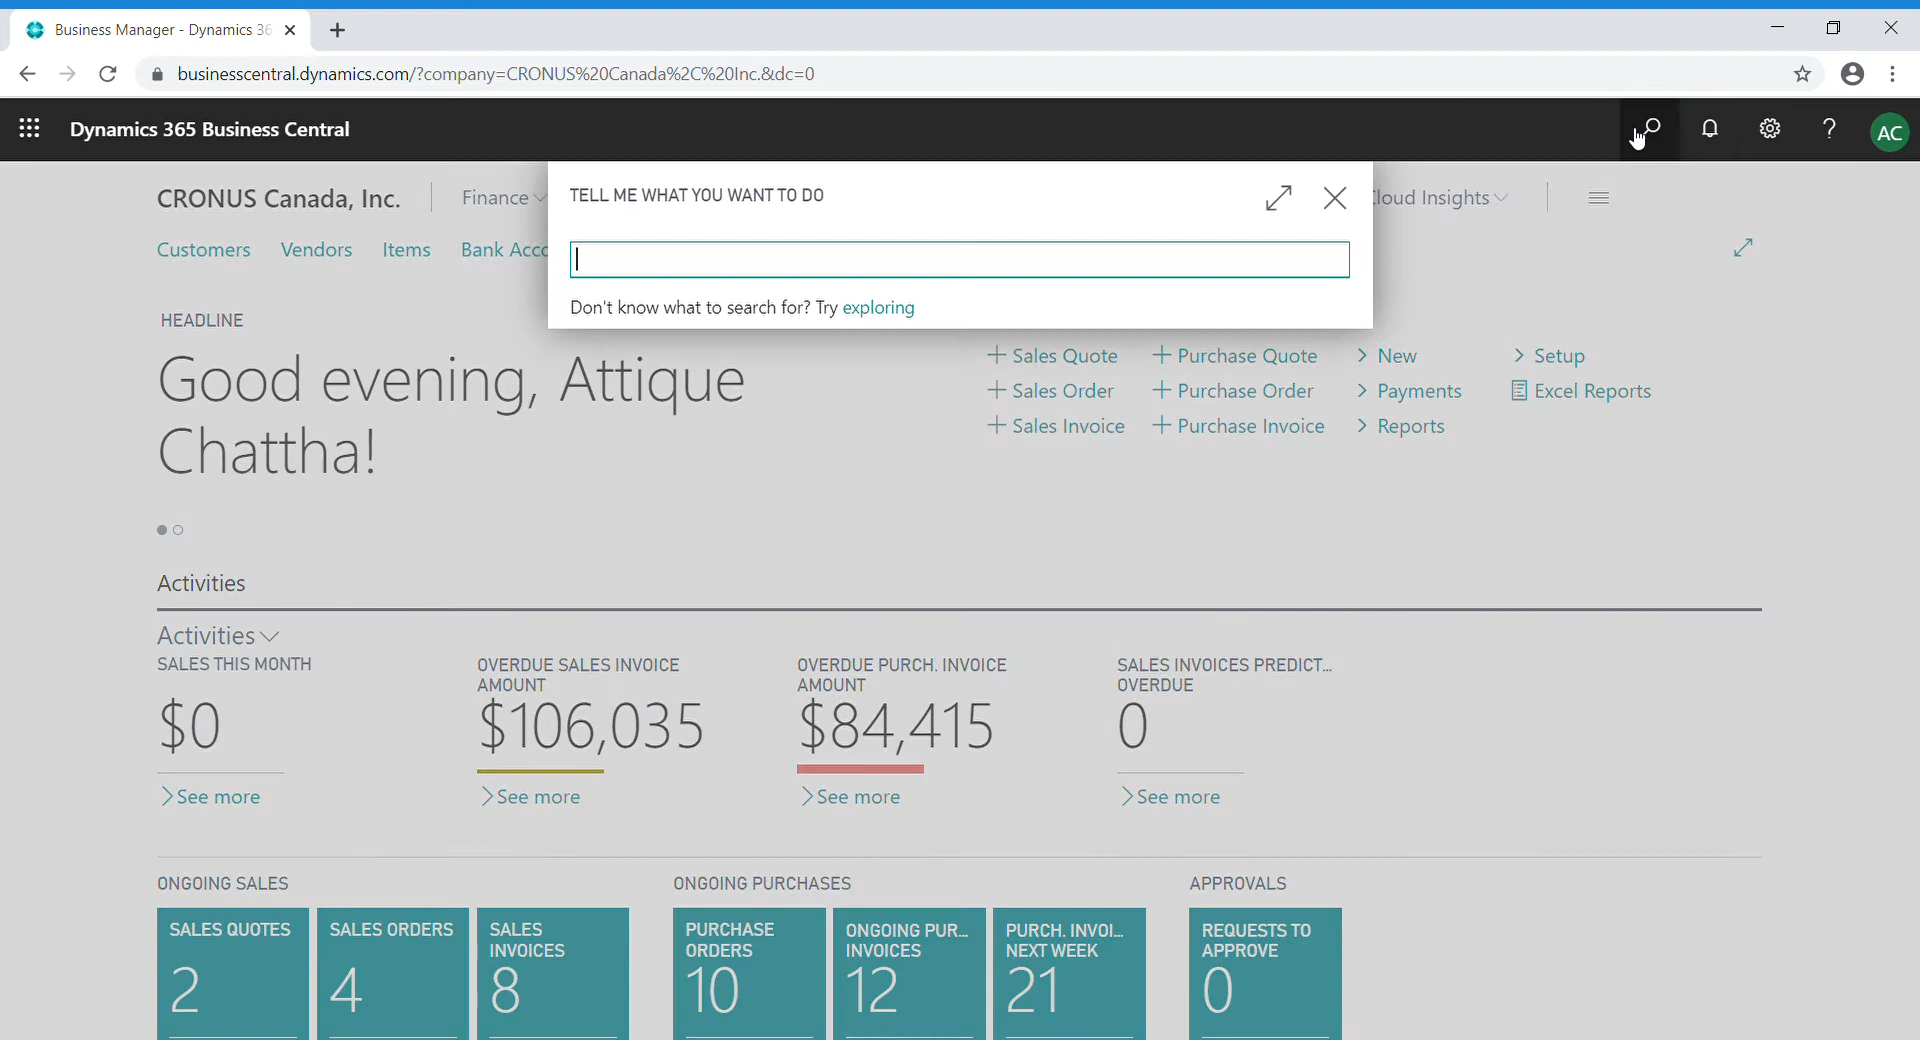 Business Manager - Dynamics 36
businesscentral.dynamics.com/?company=CRONUS%20Canada%2C%20Inc.&dc=0
Dynamics 365 Business Central
AC
CRONUS Canada, Inc.
Finance
TELL ME WHAT YOU WANT TO DO
Cloud Insights
Customers
Vendors
Items
Bank Acco
Don't know what to search for? Try exploring
HEADLINE
Good evening, Attique
Chattha!
+ Sales Quote
+ Purchase Quote
> New
> Setup
+ Sales Order
+ Purchase Order
> Payments
Excel Reports
+ Sales Invoice
+ Purchase Invoice
> Reports
Activities
Activities
SALES THIS MONTH
$0
> See more
OVERDUE SALES INVOICE
AMOUNT
$106,035
> See more
OVERDUE PURCH. INVOICE
AMOUNT
$84,415
> See more
SALES INVOICES PREDICT...
OVERDUE
0
> See more
ONGOING SALES
SALES QUOTES
2
SALES ORDERS
4
SALES
INVOICES
8
ONGOING PURCHASES
PURCHASE
ORDERS
10
ONGOING PUR...
INVOICES
12
PURCH. INVOI...
NEXT WEEK
21
APPROVALS
REQUESTS TO
APPROVE
0